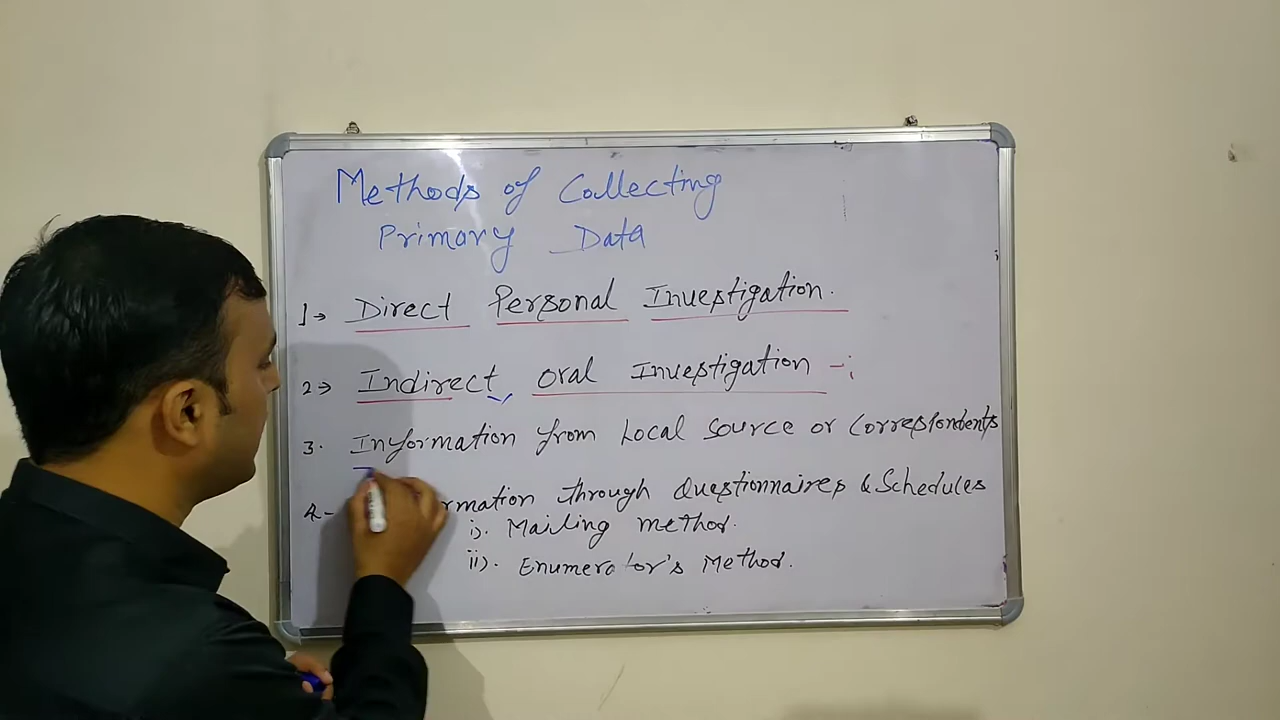 Methods of Collecting
Primary Data
1→ Direct Personal Investigation.
2→ Indirect, Oral Investigation -:
3. Information from Local Source or Correspondents
4- rmation through Questionnaires & Schedules
i). Mailing method.
ii). Enumerator's Method.